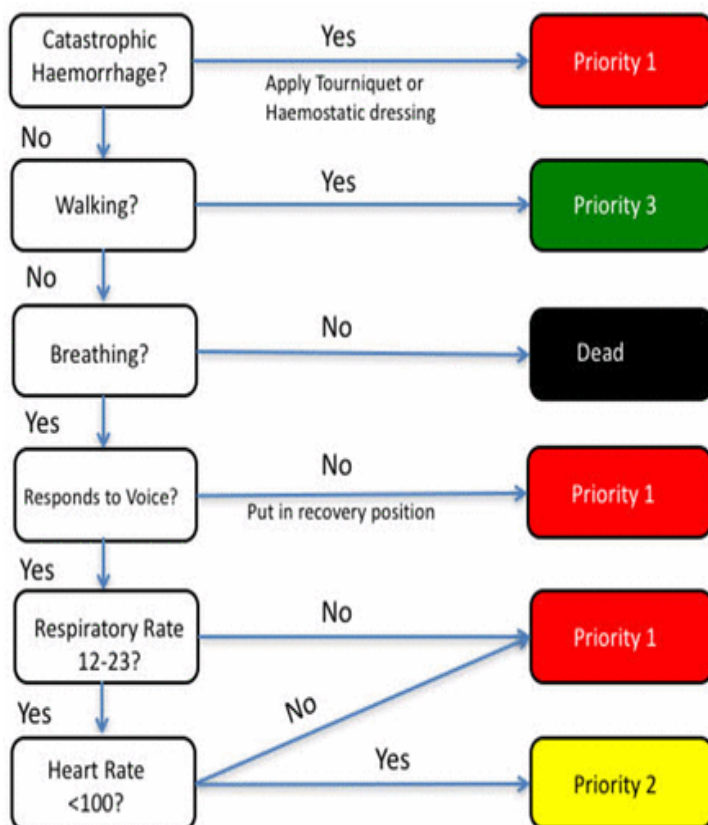 Catastrophic
Haemorrhage?
Yes
Apply Tourniquet or
Haemostatic dressing
Priority 1
No
Walking?
Yes
Priority 3
No
Breathing?
No
Dead
Yes
Responds to Voice?
No
Put in recovery position
Priority 1
Yes
Respiratory Rate
12-23?
No
Priority 1
Yes
No
Heart Rate
<100?
Yes
Priority 2